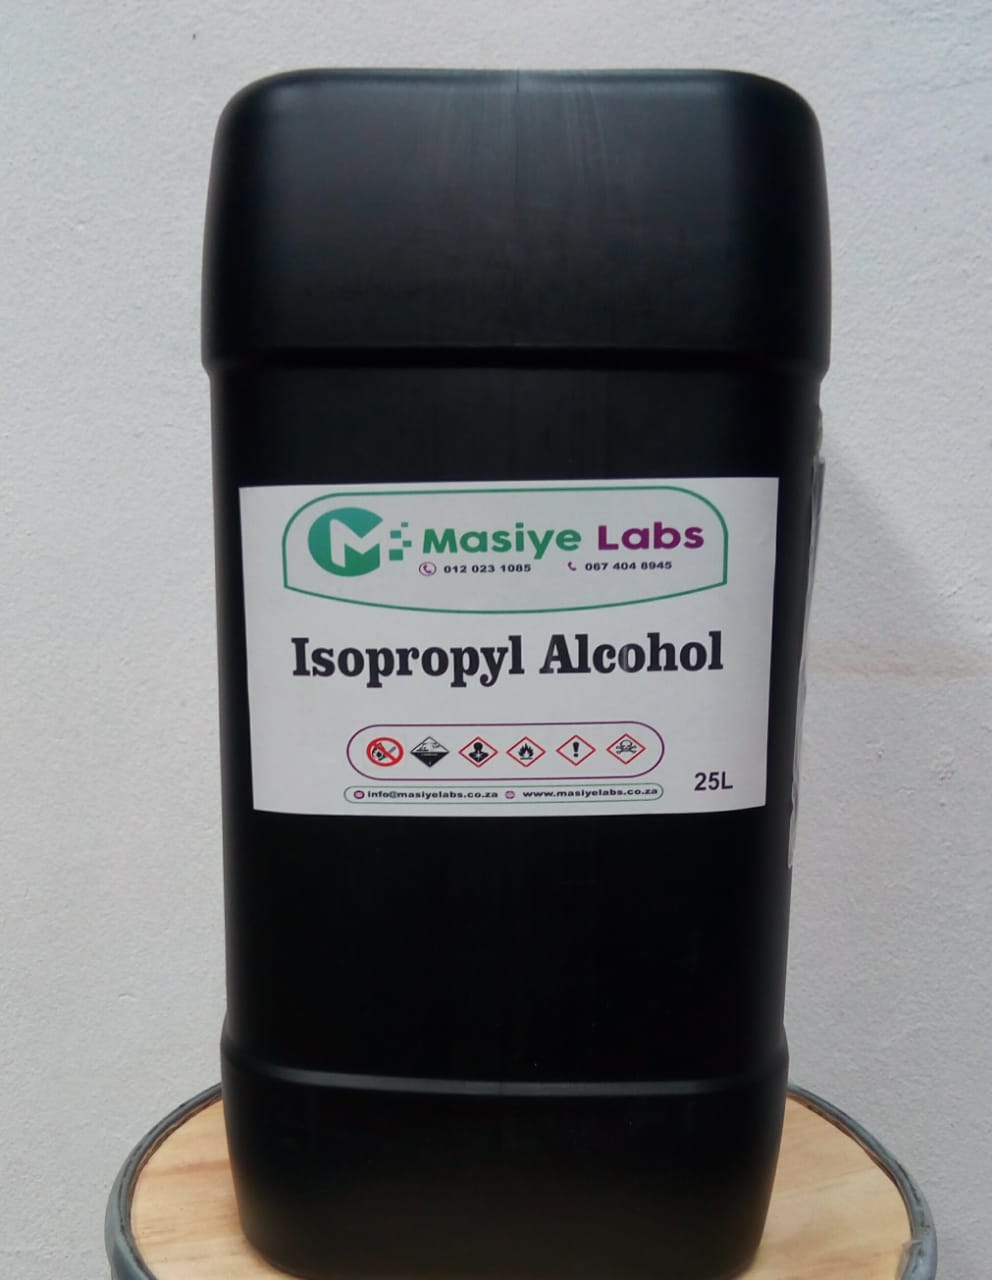 Masiye Labs
012 023 1085 067 404 8945
Isopropyl Alcohol
info@masiyelabs.co.za www.masiyelabs.co.za
25L